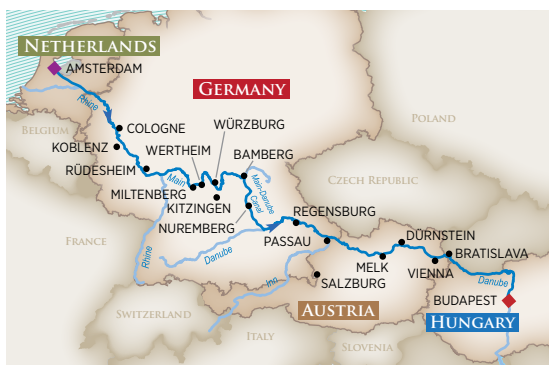 NETHERLANDS
AMSTERDAM
GERMANY
Rhine
BELGIUM
COLOGNE
POLAND
WÜRZBURG
KOBLENZ
WERTHEIM
BAMBERG
RÜDESHEIM
Main
CZECH REPUBLIC
MILTENBERG
Main-Danube
Canal
KITZINGEN
REGENSBURG
NUREMBERG
FRANCE
Rhine
Danube
PASSAU
DÜRNSTEIN
BRATISLAVA
MELK
VIENNA
Inn
SALZBURG
Danube
BUDAPEST
SWITZERLAND
AUSTRIA
HUNGARY
ITALY
SLOVENIA